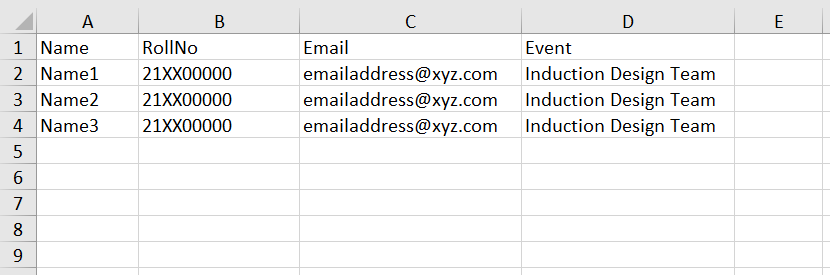 A B C D E
1 Name RollNo Email Event
2 Name1 21XX00000 emailaddress@xyz.com Induction Design Team
3 Name2 21XX00000 emailaddress@xyz.com Induction Design Team
4 Name3 21XX00000 emailaddress@xyz.com Induction Design Team
5
6
7
8
9